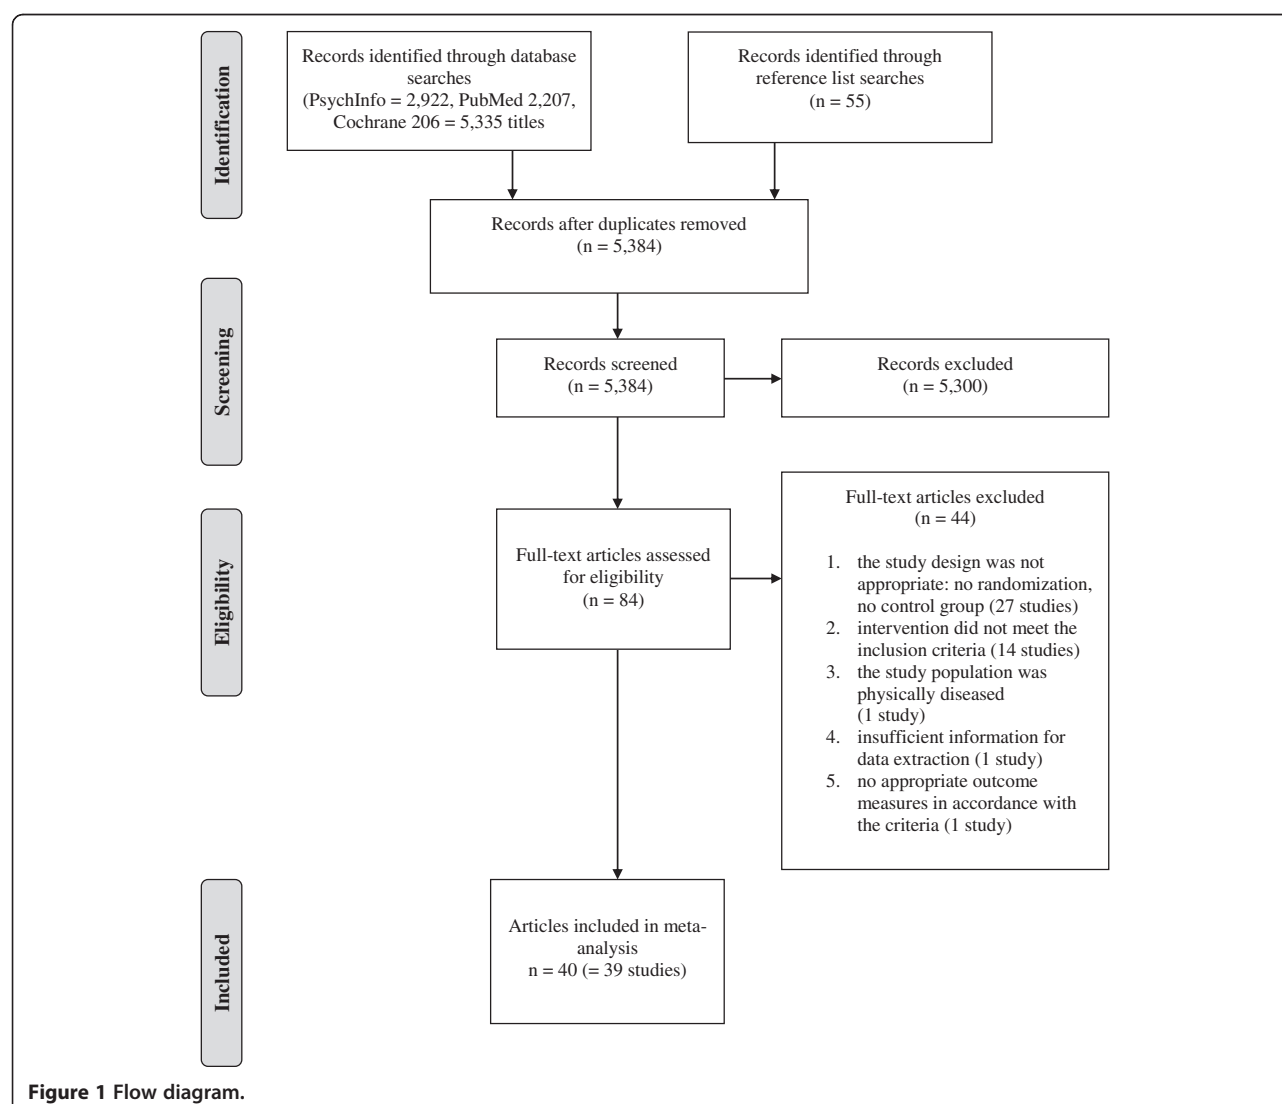 Identification
Records identified through database
searches
(PsychInfo = 2,922, PubMed 2,207,
Cochrane 206 = 5,335 titles
Records identified through
reference list searches
(n = 55)
Records after duplicates removed
(n = 5,384)
Screening
Records screened
(n = 5,384)
Records excluded
(n = 5,300)
Eligibility
Full-text articles assessed
for eligibility
(n = 84)
Full-text articles excluded
(n = 44)
1. the study design was not
appropriate: no randomization,
no control group (27 studies)
2. intervention did not meet the
inclusion criteria (14 studies)
3. the study population was
physically diseased
(1 study)
4. insufficient information for
data extraction (1 study)
5. no appropriate outcome
measures in accordance with
the criteria (1 study)
Included
Articles included in meta-
analysis
n = 40 (= 39 studies)
Figure 1 Flow diagram.